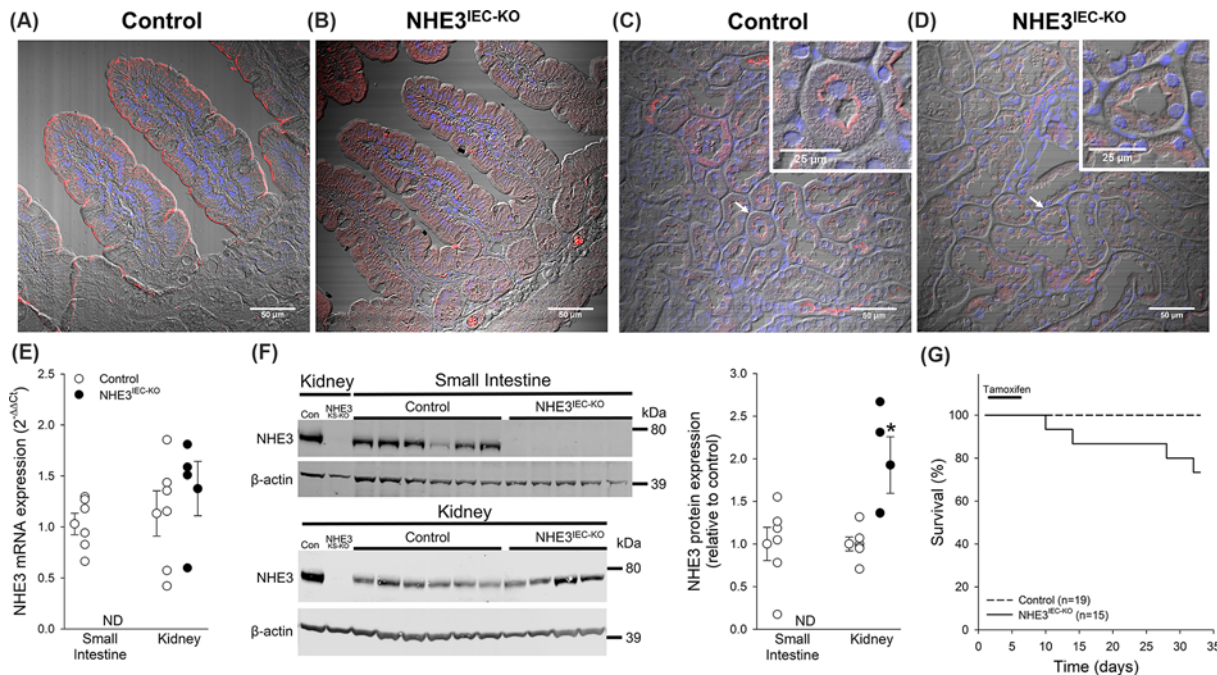 (A) Control
(B) NHE3IEC-KO
(C) Control
(D) NHE3IEC-KO
50 µm
50 µm
25 µm
50 µm
25 µm
50 µm
(E)
NHE3 mRNA expression (2-ΔΔCt)
2.5
2.0
1.5
1.0
0.5
0.0
Control
NHE3IEC-KO
ND
Small
Intestine
Kidney
(F)
Kidney
Small Intestine
Con
NHE3
KS-KO
Control
NHE3IEC-KO
kDa
NHE3
80
β-actin
39
Kidney
Con
NHE3
KS-KO
Control
NHE3IEC-KO
kDa
NHE3
80
β-actin
39
NHE3 protein expression
(relative to control)
3.0
2.5
2.0
1.5
1.0
0.5
0.0
*
ND
Small
Intestine
Kidney
(G)
Tamoxifen
Survival (%)
100
80
60
40
20
0
Control (n=19)
NHE3IEC-KO (n=15)
0 5 10 15 20 25 30 35
Time (days)